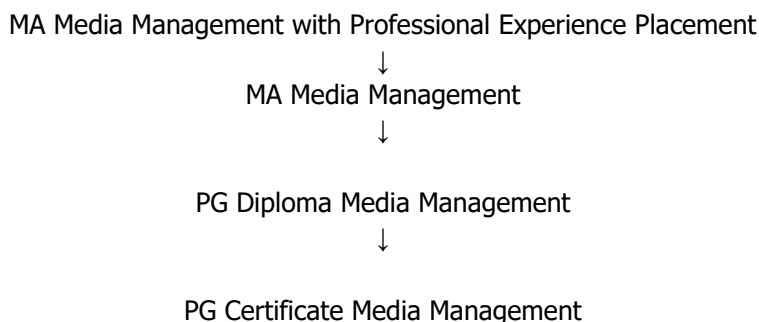 MA Media Management with Professional Experience Placement
↓
MA Media Management
↓
PG Diploma Media Management
↓
PG Certificate Media Management